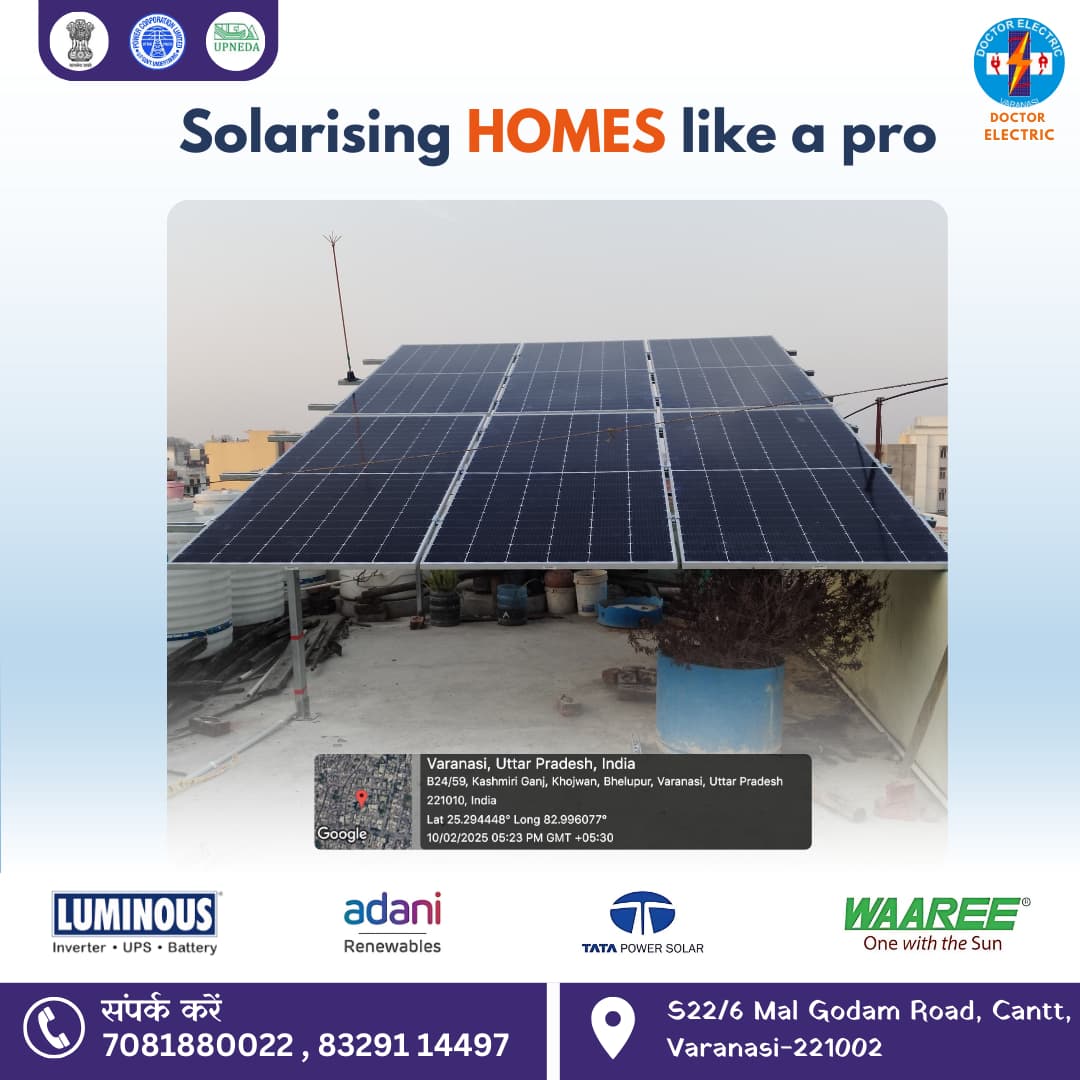 UPNEDA
POWER CORPORATION LIMITED
DOCTOR ELECTRIC
VARANASI
DOCTOR
ELECTRIC
Solarising HOMES like a pro
Varanasi, Uttar Pradesh, India
B24/59, Kashmiri Ganj, Khojwan, Bhelupur, Varanasi, Uttar Pradesh
221010, India
Lat 25.294448° Long 82.996077°
10/02/2025 05:23 PM GMT +05:30
Google
LUMINOUS®
Inverter • UPS • Battery
adani
Renewables
TATA POWER SOLAR
WAAREE®
One with the Sun
संपर्क करें
7081880022 , 83291 14497
S22/6 Mal Godam Road, Cantt,
Varanasi-221002